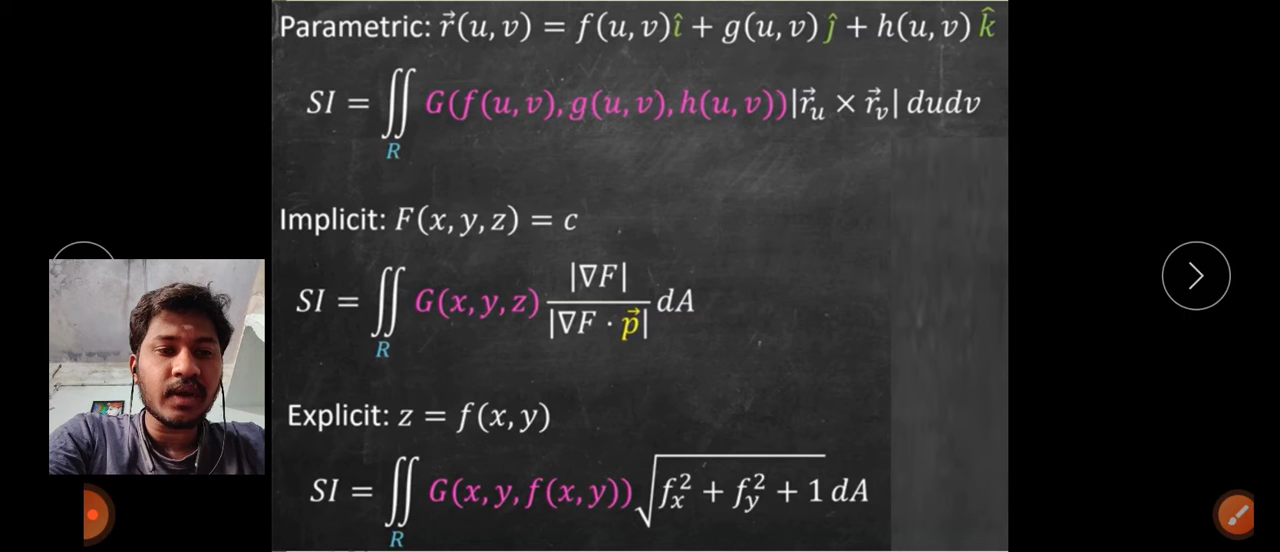 Parametric: r⃗(u, v) = f(u, v)î + g(u, v) ĵ + h(u, v) k̂
SI = ∬_R G(f(u, v), g(u, v), h(u, v))|r⃗_u × r⃗_v| dudv
Implicit: F(x, y, z) = c
SI = ∬_R G(x, y, z) |∇F| / |∇F · p⃗| dA
Explicit: z = f(x, y)
SI = ∬_R G(x, y, f(x, y)) √(f_x² + f_y² + 1) dA